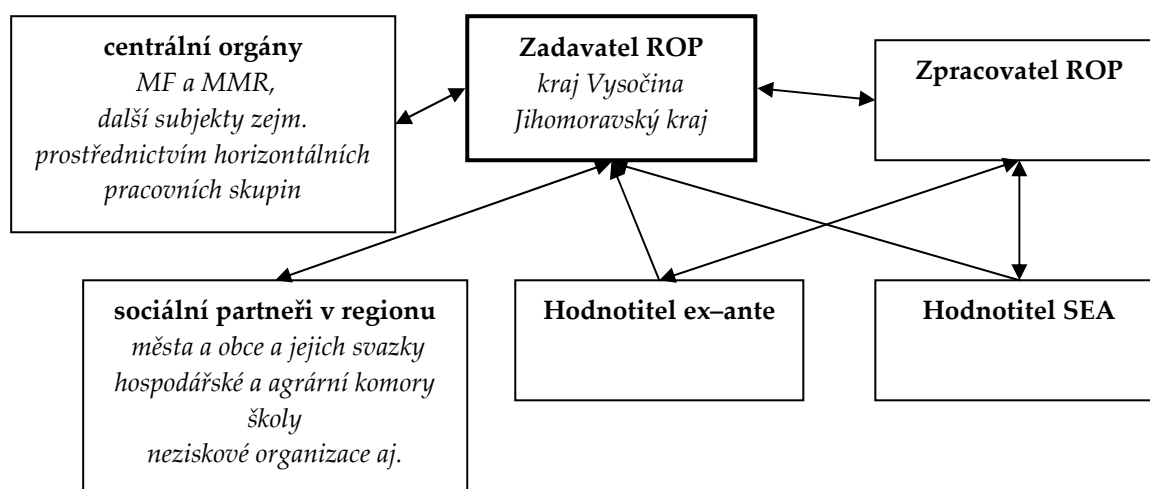 centrální orgány
MF a MMR,
další subjekty zejm.
prostřednictvím horizontálních
pracovních skupin
Zadavatel ROP
kraj Vysočina
Jihomoravský kraj
Zpracovatel ROP
sociální partneři v regionu
města a obce a jejich svazky
hospodářské a agrární komory
školy
neziskové organizace aj.
Hodnotitel ex–ante
Hodnotitel SEA